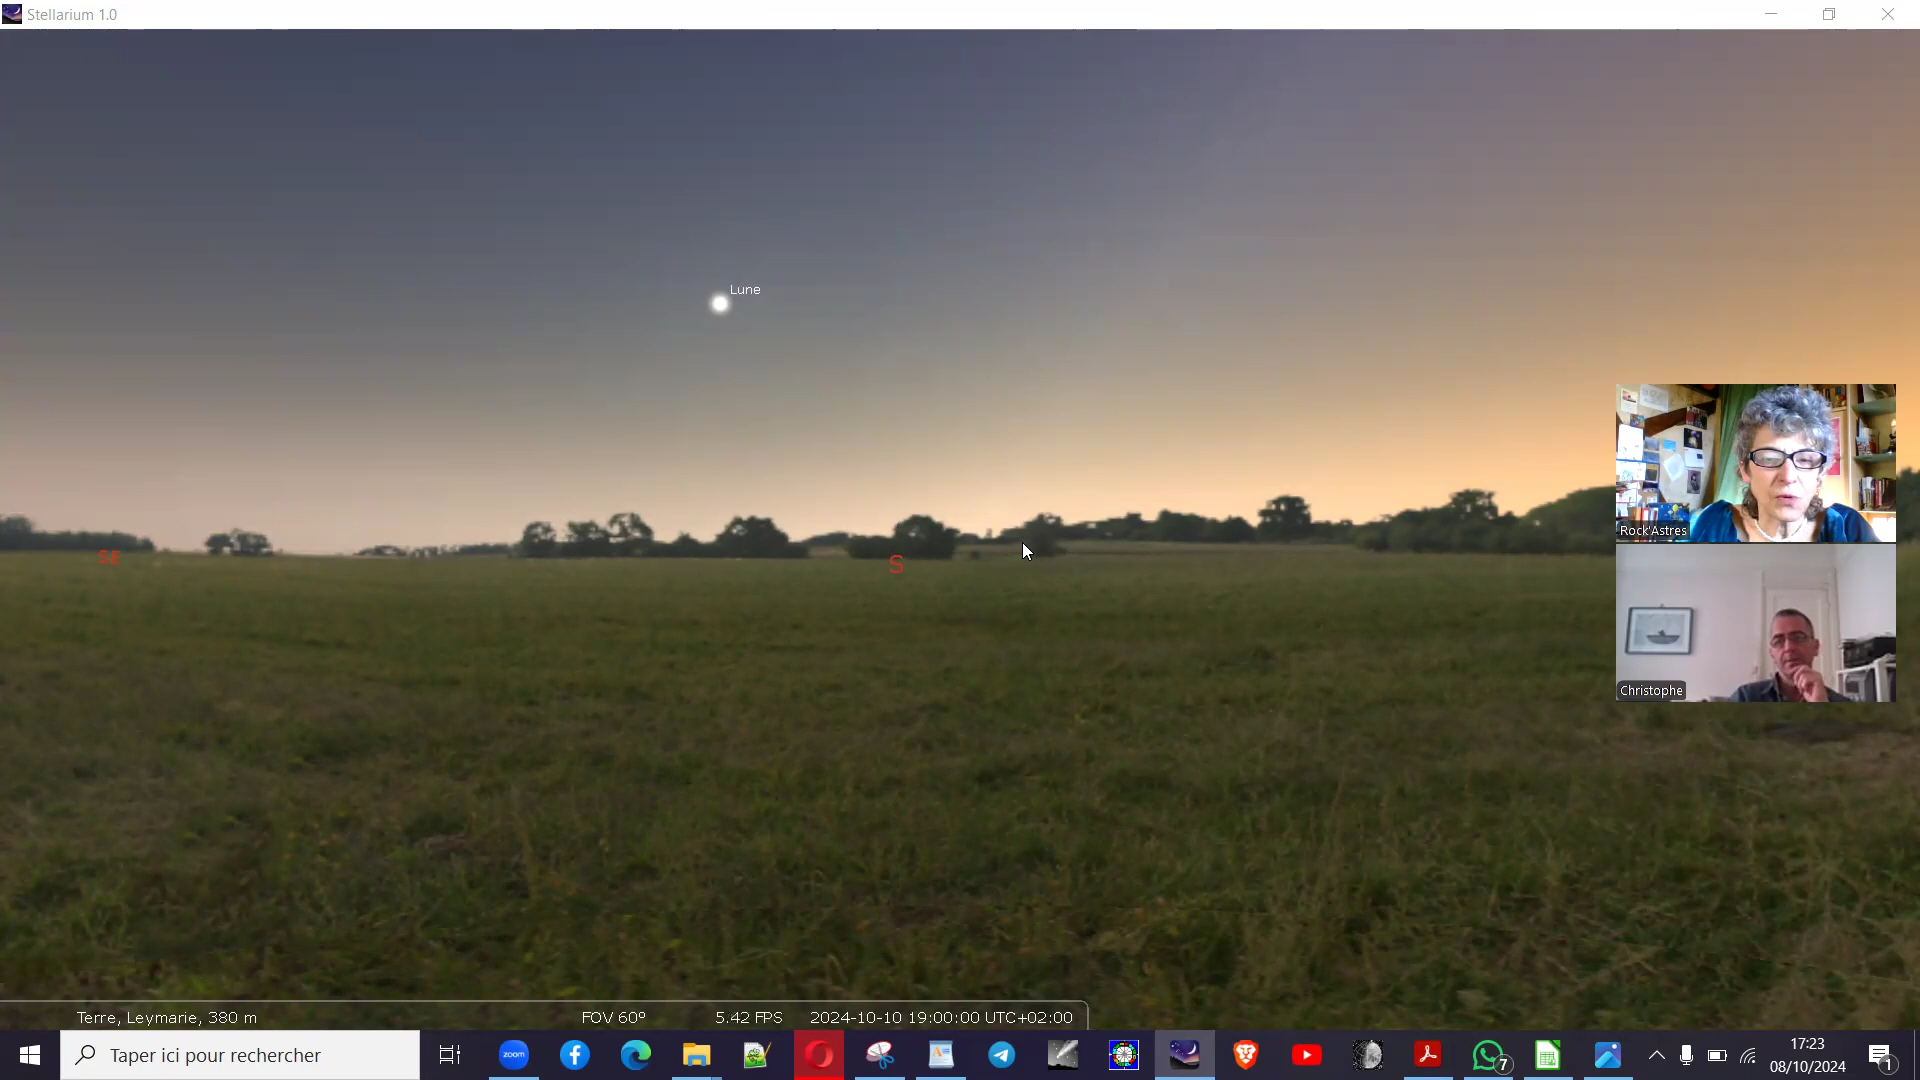 Stellarium 1.0
Lune
Rock'Astres
SE
S
Christophe
Terre, Leymarie, 380 m
FOV 60°
5.42 FPS
2024-10-10 19:00:00 UTC+02:00
Taper ici pour rechercher
zoom
7
17:23
08/10/2024
1